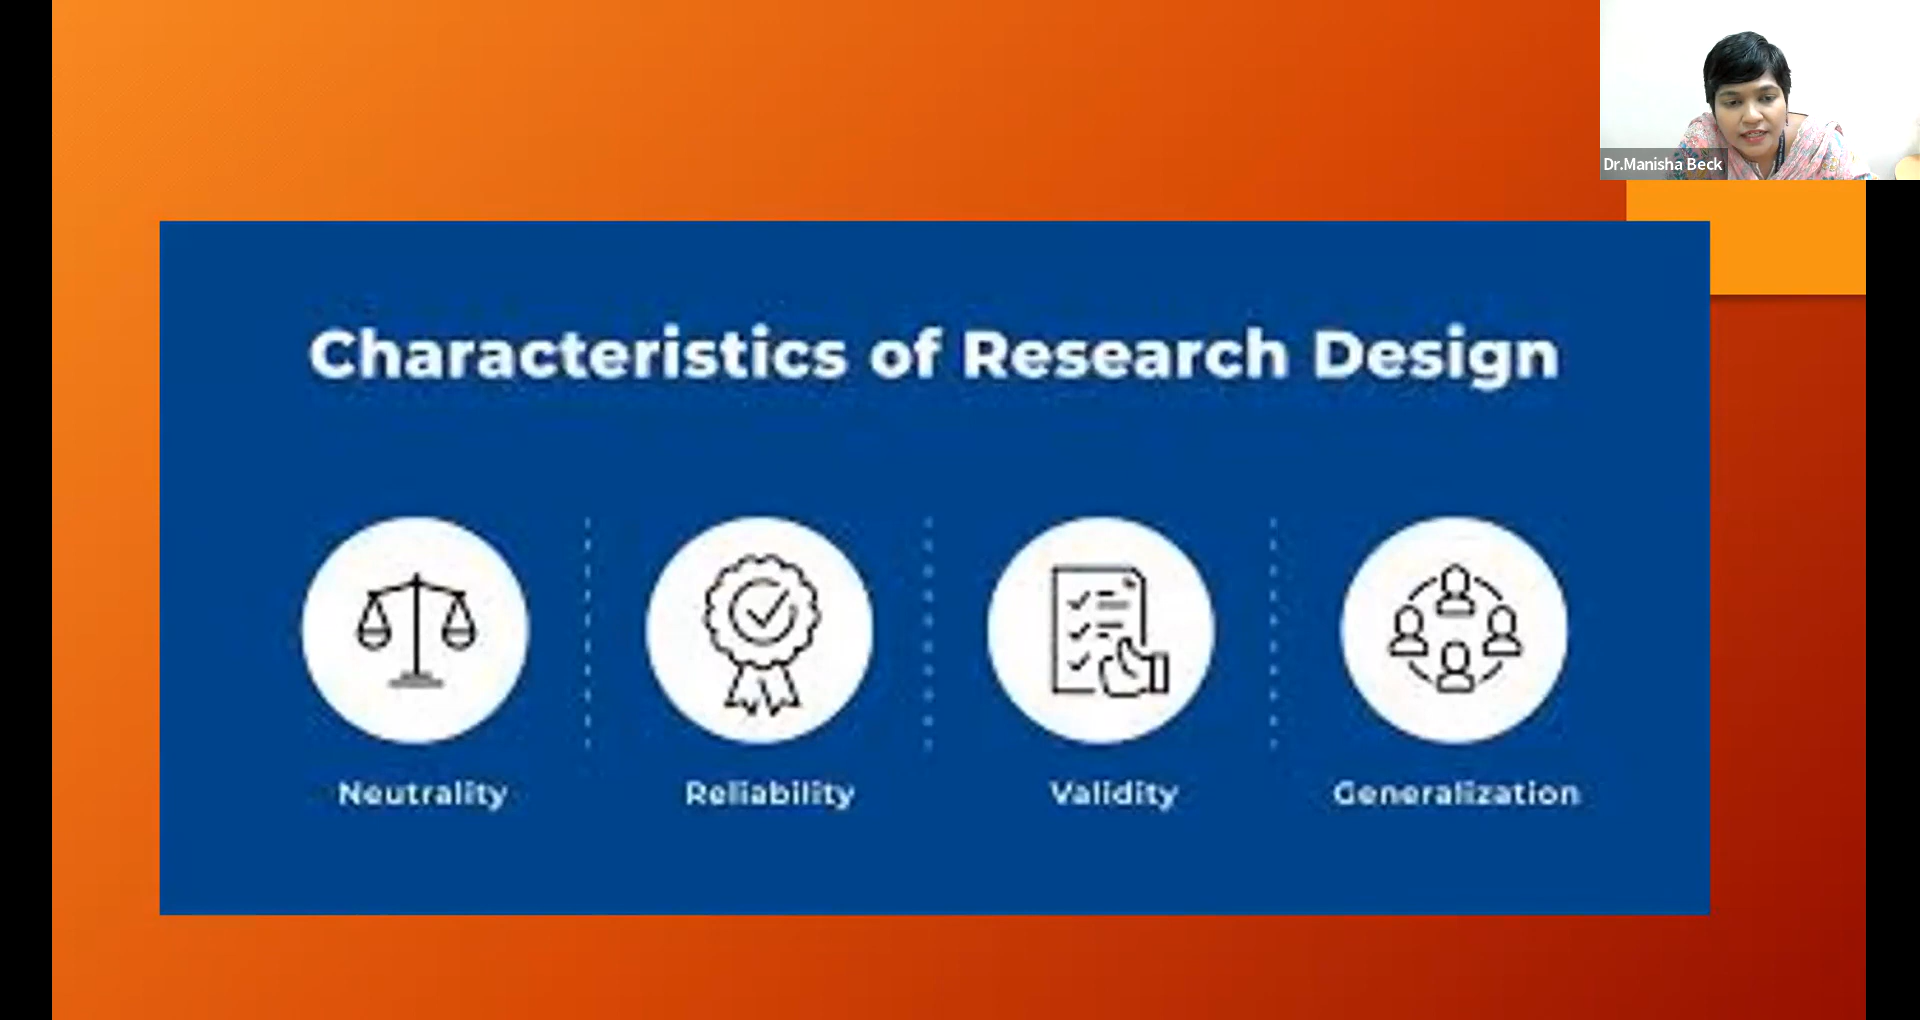 Dr.Manisha Beck
Characteristics of Research Design
Neutrality
Reliability
Validity
Generalization